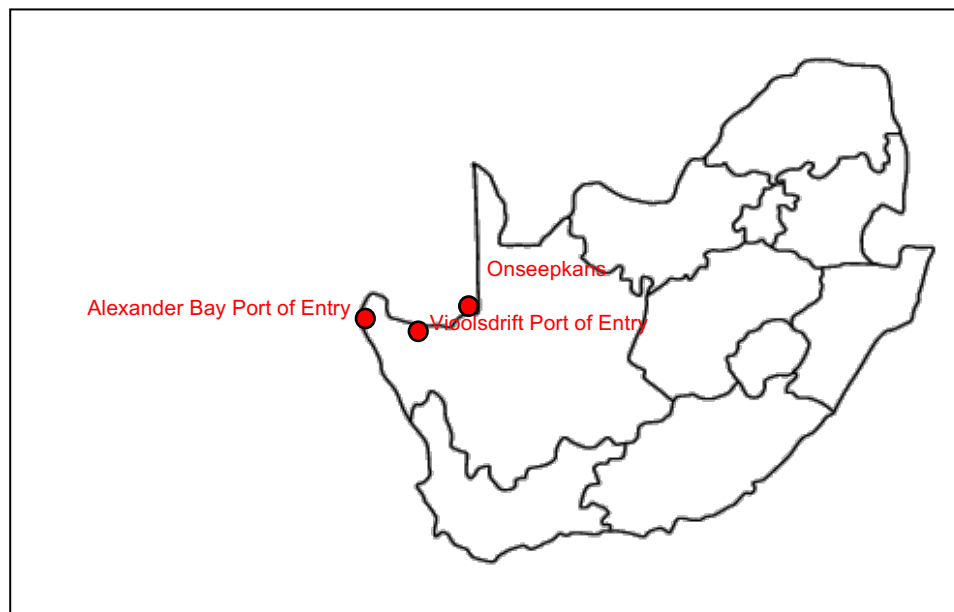 Onseepkans
Alexander Bay Port of Entry
Vioolsdrift Port of Entry